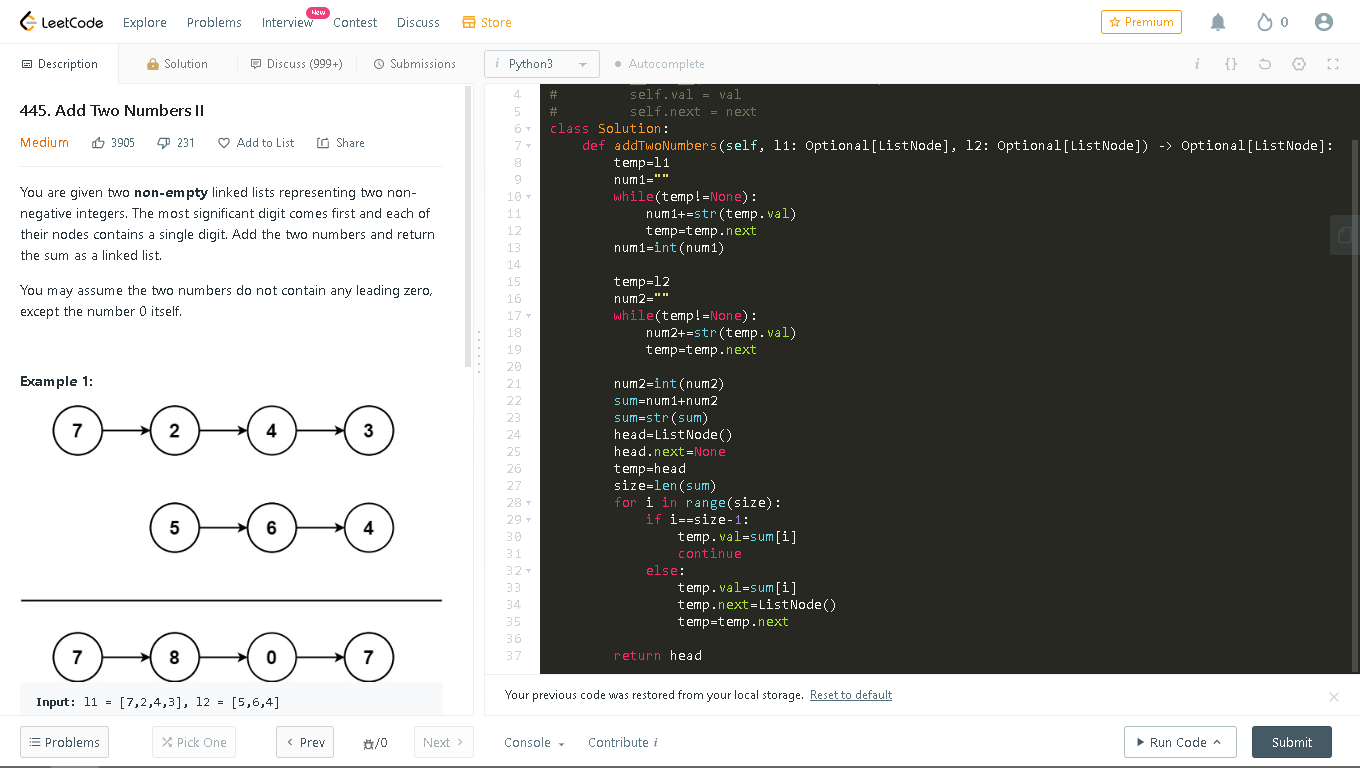 LeetCode Explore Problems Interview New Contest Discuss Store Premium 0
Description Solution Discuss (999+) Submissions i Python3 Autocomplete i {}
445. Add Two Numbers II
Medium 3905 231 Add to List Share
You are given two non-empty linked lists representing two non-
negative integers. The most significant digit comes first and each of
their nodes contains a single digit. Add the two numbers and return
the sum as a linked list.
You may assume the two numbers do not contain any leading zero,
except the number 0 itself.
Example 1:
7 2 4 3
5 6 4
7 8 0 7
Input: l1 = [7,2,4,3], l2 = [5,6,4]
4 # self.val = val
5 # self.next = next
6 class Solution:
7 def addTwoNumbers(self, l1: Optional[ListNode], l2: Optional[ListNode]) -> Optional[ListNode]:
8 temp=l1
9 num1=""
10 while(temp!=None):
11 num1+=str(temp.val)
12 temp=temp.next
13 num1=int(num1)
14
15 temp=l2
16 num2=""
17 while(temp!=None):
18 num2+=str(temp.val)
19 temp=temp.next
20
21 num2=int(num2)
22 sum=num1+num2
23 sum=str(sum)
24 head=ListNode()
25 head.next=None
26 temp=head
27 size=len(sum)
28 for i in range(size):
29 if i==size-1:
30 temp.val=sum[i]
31 continue
32 else:
33 temp.val=sum[i]
34 temp.next=ListNode()
35 temp=temp.next
36
37 return head
Your previous code was restored from your local storage. Reset to default
Problems Pick One Prev /0 Next Console Contribute i Run Code Submit